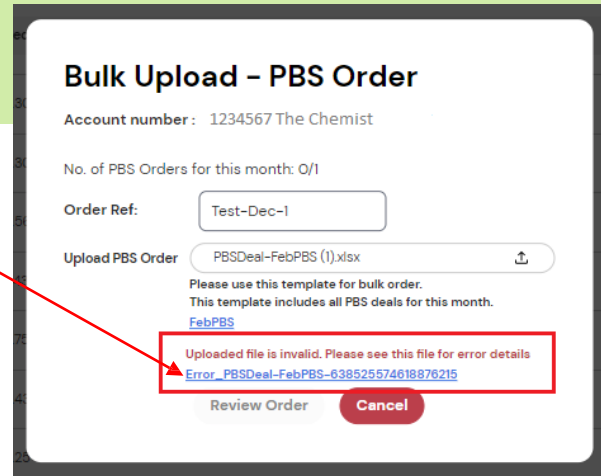 Bulk Upload - PBS Order
Account number: 1234567 The Chemist
No. of PBS Orders for this month: 0/1
Order Ref: Test-Dec-1
Upload PBS Order PBSDeal-FebPBS (1).xlsx
Please use this template for bulk order.
This template includes all PBS deals for this month.
FebPBS
Uploaded file is invalid. Please see this file for error details
Error_PBSDeal-FebPBS-638525574618876215
Review Order Cancel